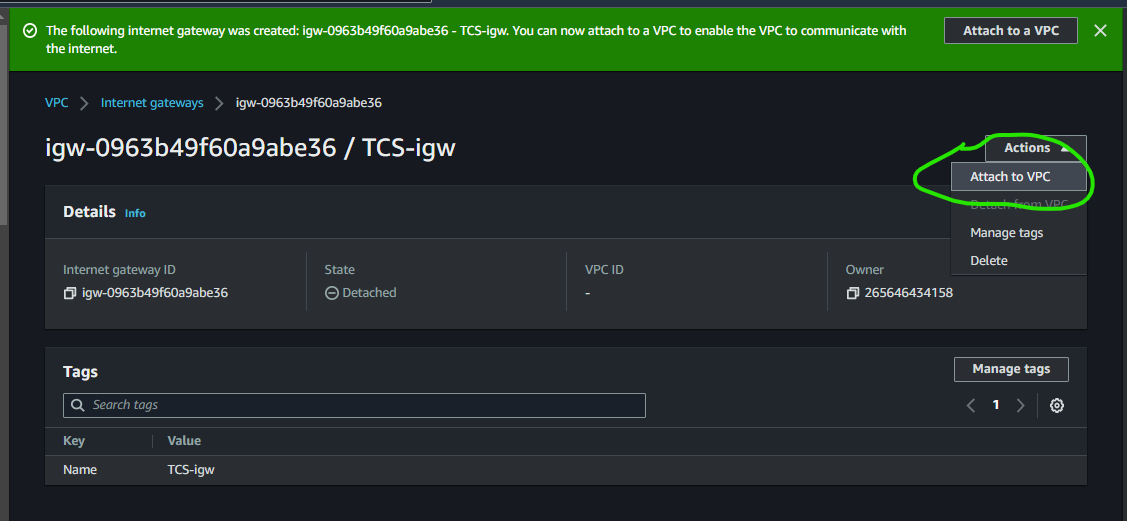 The following internet gateway was created: igw-0963b49f60a9abe36 - TCS-igw. You can now attach to a VPC to enable the VPC to communicate with
the internet.
Attach to a VPC
VPC
Internet gateways
igw-0963b49f60a9abe36
igw-0963b49f60a9abe36 / TCS-igw
Actions
Attach to VPC
Detach from VPC
Manage tags
Delete
Details Info
Internet gateway ID
igw-0963b49f60a9abe36
State
Detached
VPC ID
-
Owner
265646434158
Tags
Manage tags
Search tags
1
Key Value
Name TCS-igw